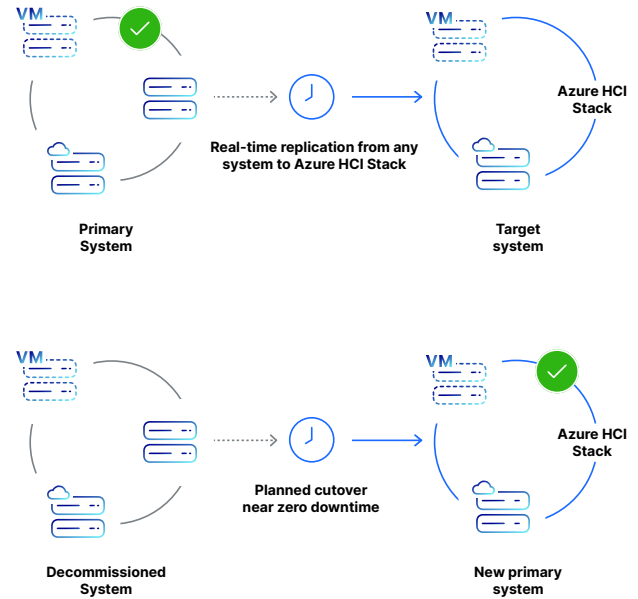 VM
VM
Azure HCI
Stack
Real-time replication from any
system to Azure HCI Stack
Primary
System
Target
system
VM
VM
Azure HCI
Stack
Planned cutover
near zero downtime
Decommissioned
System
New primary
system